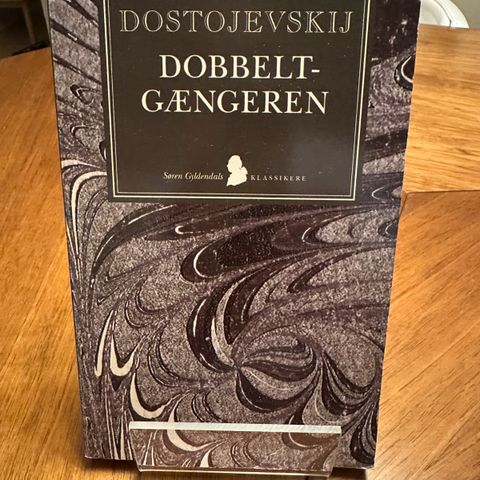 DOSTOJEVSKIJ
DOBBELT-
GÆNGEREN
Søren Gyldendals KLASSIKERE